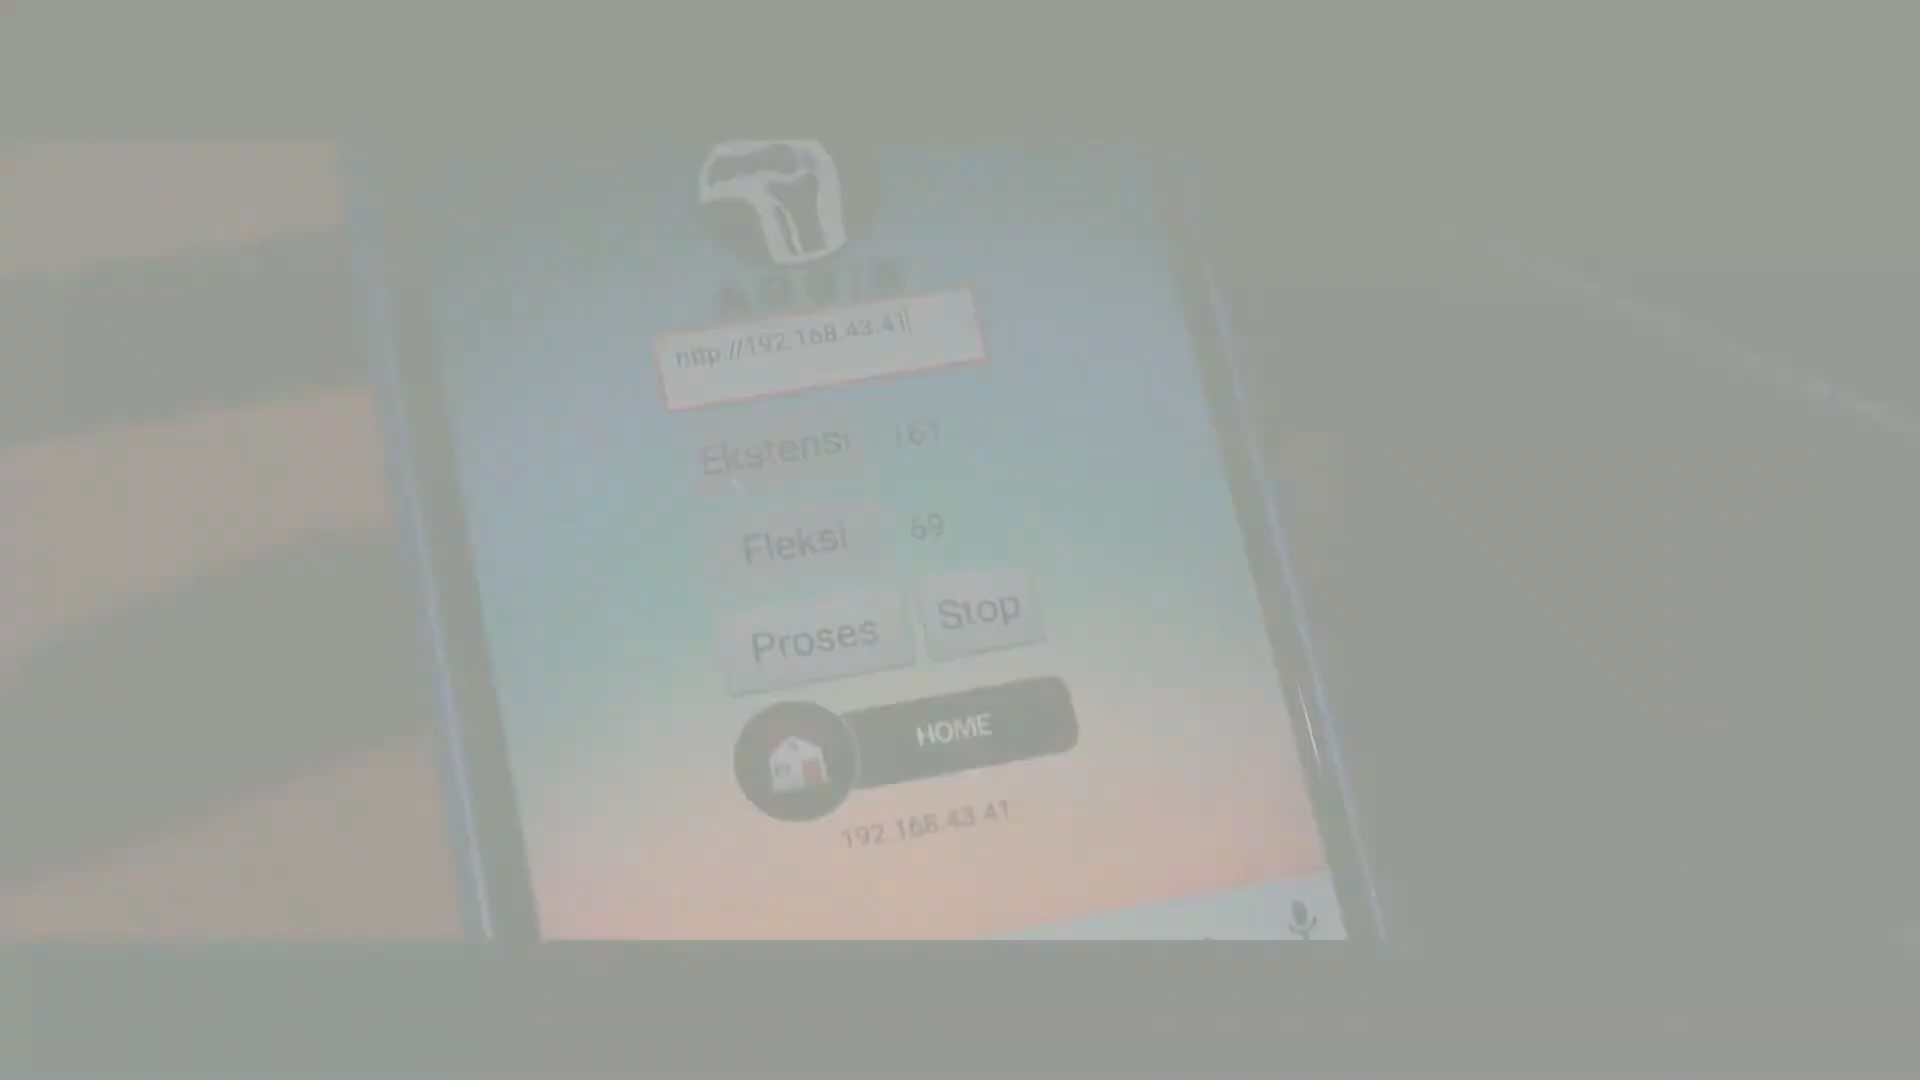 http://192.168.43.41
Ekstensi 161
Fleksi 69
Proses Stop
HOME
192.168.43.41